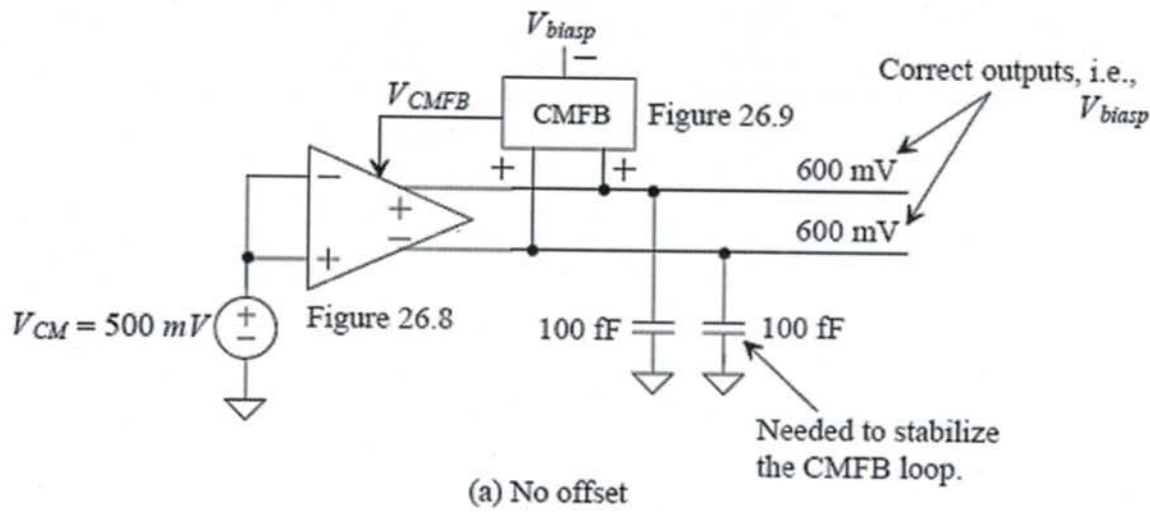 V_biasp
−
Correct outputs, i.e.,
V_biasp
V_CMFB
CMFB
Figure 26.9
+
+
600 mV
−
+
−
600 mV
+
V_CM = 500 mV
+
−
Figure 26.8
100 fF
100 fF
Needed to stabilize
the CMFB loop.
(a) No offset